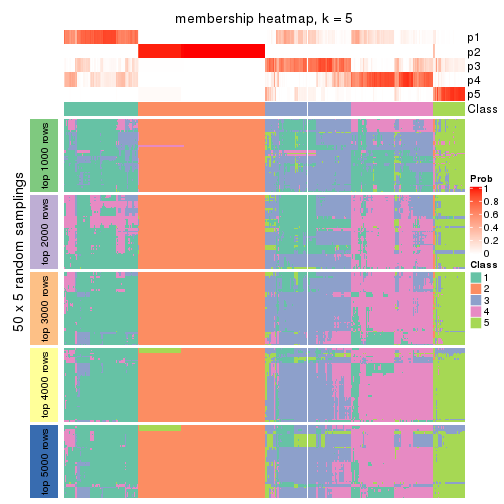 membership heatmap, k = 5
p1
p2
p3
p4
p5
Class
50 x 5 random samplings
top 1000 rows
top 2000 rows
top 3000 rows
top 4000 rows
top 5000 rows
Prob
1
0.8
0.6
0.4
0.2
0
Class
1
2
3
4
5